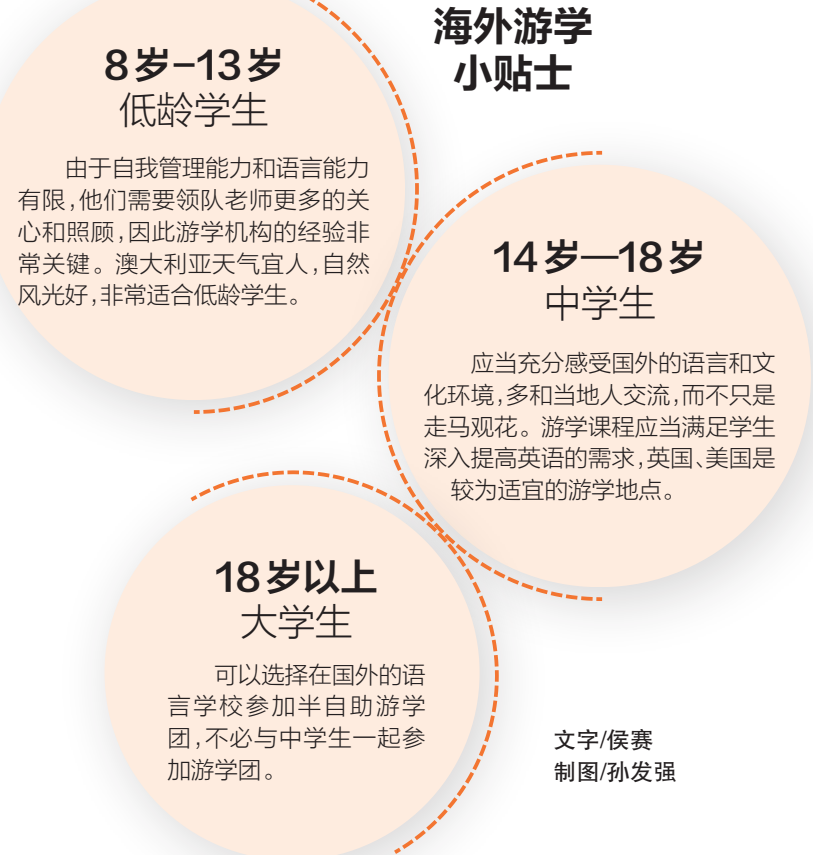 海外游学
小贴士
8岁-13岁
低龄学生
由于自我管理能力和语言能力
有限,他们需要领队老师更多的关
心和照顾,因此游学机构的经验非
常关键。澳大利亚天气宜人,自然
风光好,非常适合低龄学生。
14岁—18岁
中学生
应当充分感受国外的语言和文
化环境,多和当地人交流,而不只是
走马观花。游学课程应当满足学生
深入提高英语的需求,英国、美国是
较为适宜的游学地点。
18岁以上
大学生
可以选择在国外的语
言学校参加半自助游学
团,不必与中学生一起参
加游学团。
文字/侯赛
制图/孙发强